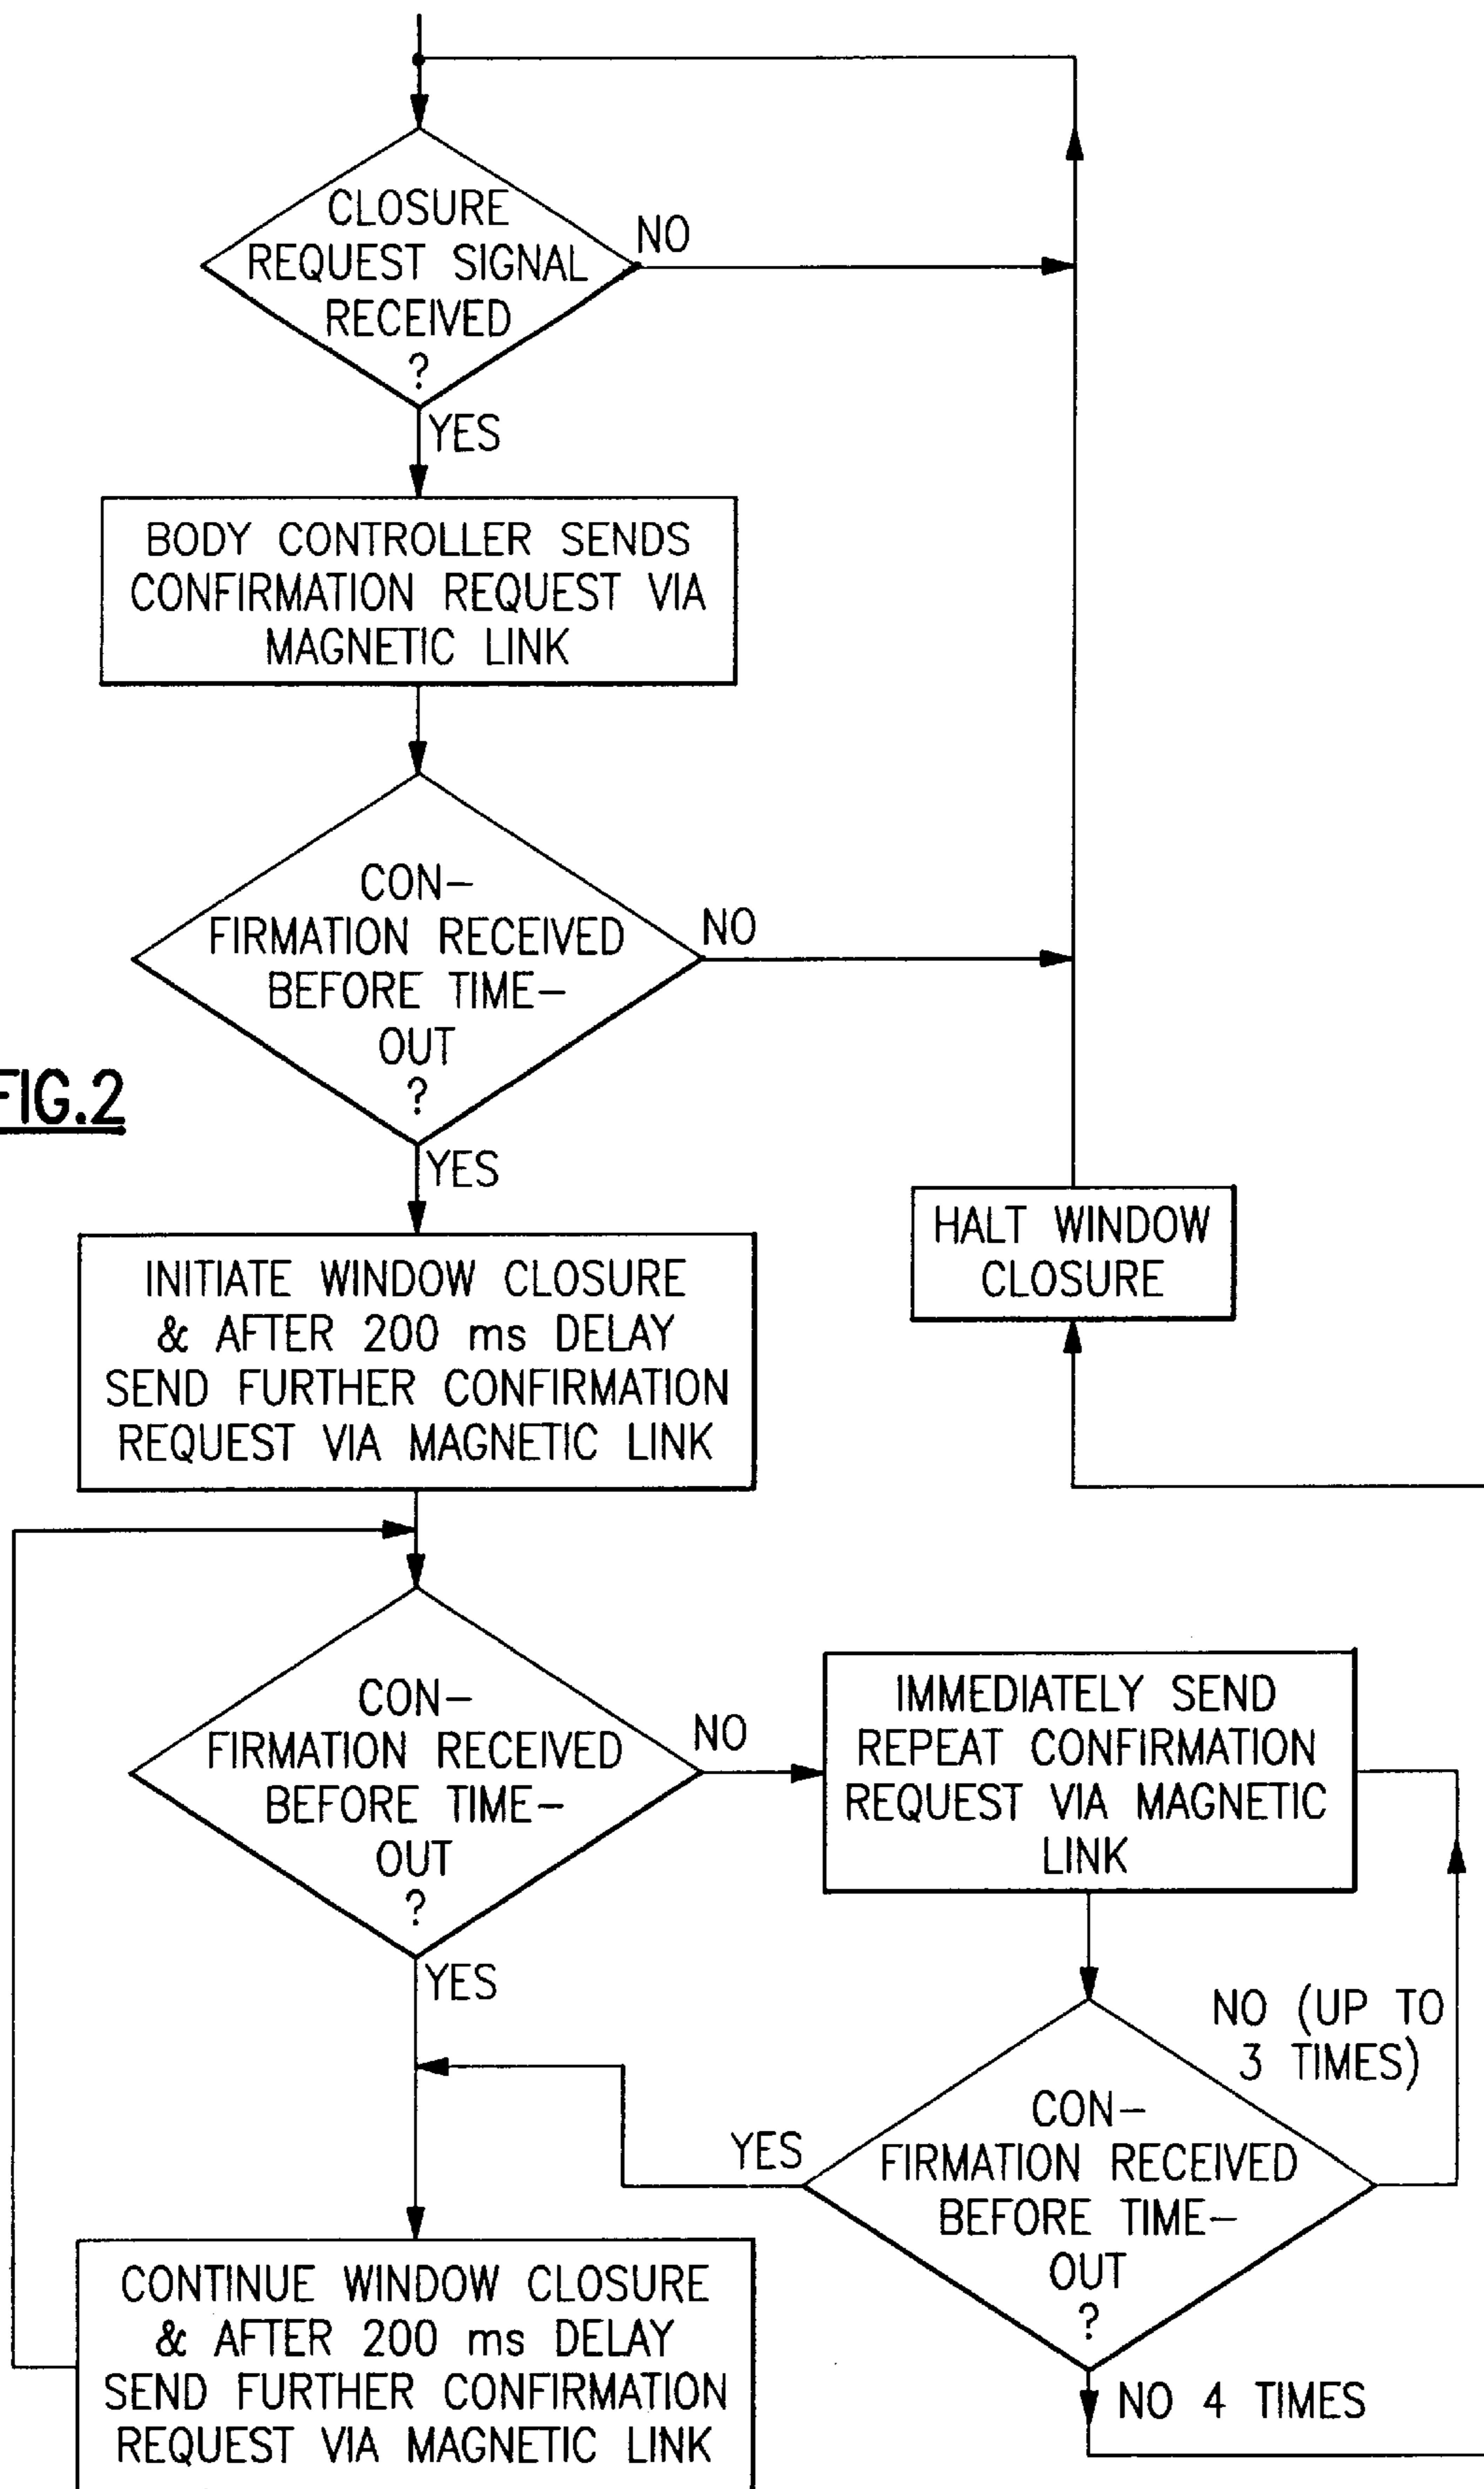 CLOSURE
REQUEST SIGNAL
RECEIVED
?
NO
YES
BODY CONTROLLER SENDS
CONFIRMATION REQUEST VIA
MAGNETIC LINK
CON-
FIRMATION RECEIVED
BEFORE TIME-
OUT
?
NO
YES
FIG.2
HALT WINDOW
CLOSURE
INITIATE WINDOW CLOSURE
& AFTER 200 ms DELAY
SEND FURTHER CONFIRMATION
REQUEST VIA MAGNETIC LINK
CON-
FIRMATION RECEIVED
BEFORE TIME-
OUT
?
NO
YES
IMMEDIATELY SEND
REPEAT CONFIRMATION
REQUEST VIA MAGNETIC
LINK
NO (UP TO
3 TIMES)
CON-
FIRMATION RECEIVED
BEFORE TIME-
OUT
?
YES
NO 4 TIMES
CONTINUE WINDOW CLOSURE
& AFTER 200 ms DELAY
SEND FURTHER CONFIRMATION
REQUEST VIA MAGNETIC LINK